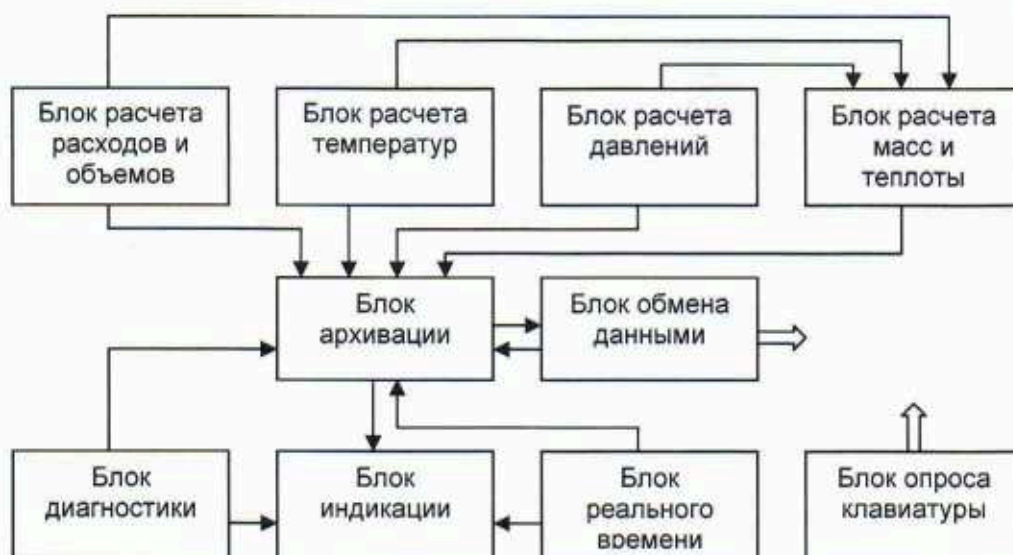 Блок расчета
расходов и
объемов
Блок расчета
температур
Блок расчета
давлений
Блок расчета
масс и
теплоты
Блок
архивации
Блок обмена
данными
Блок
диагностики
Блок
индикации
Блок
реального
времени
Блок опроса
клавиатуры